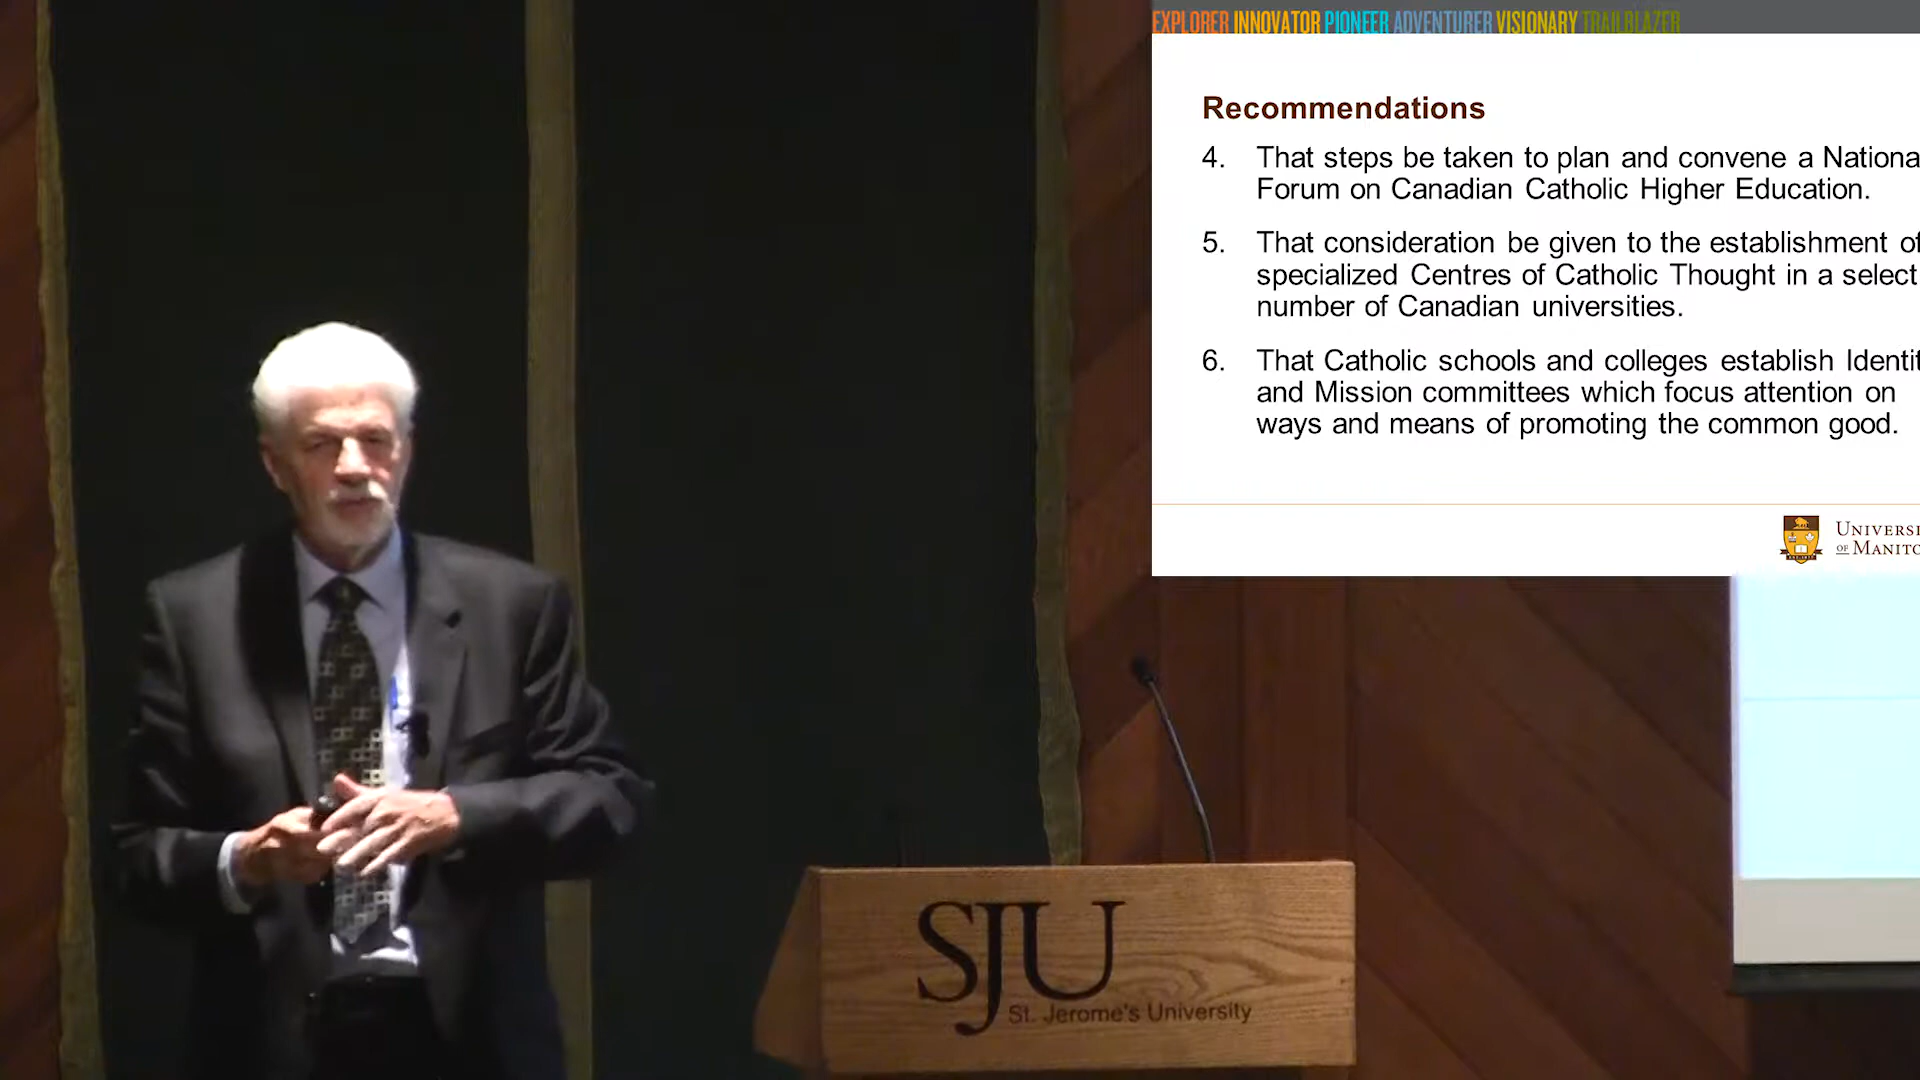 EXPLORER INNOVATOR PIONEER ADVENTURER VISIONARY TRAILBLAZER
Recommendations
4. That steps be taken to plan and convene a Nationa
Forum on Canadian Catholic Higher Education.
5. That consideration be given to the establishment of
specialized Centres of Catholic Thought in a select
number of Canadian universities.
6. That Catholic schools and colleges establish Identit
and Mission committees which focus attention on
ways and means of promoting the common good.
UNIVERSI
OF MANITO
SJU
St. Jerome's University